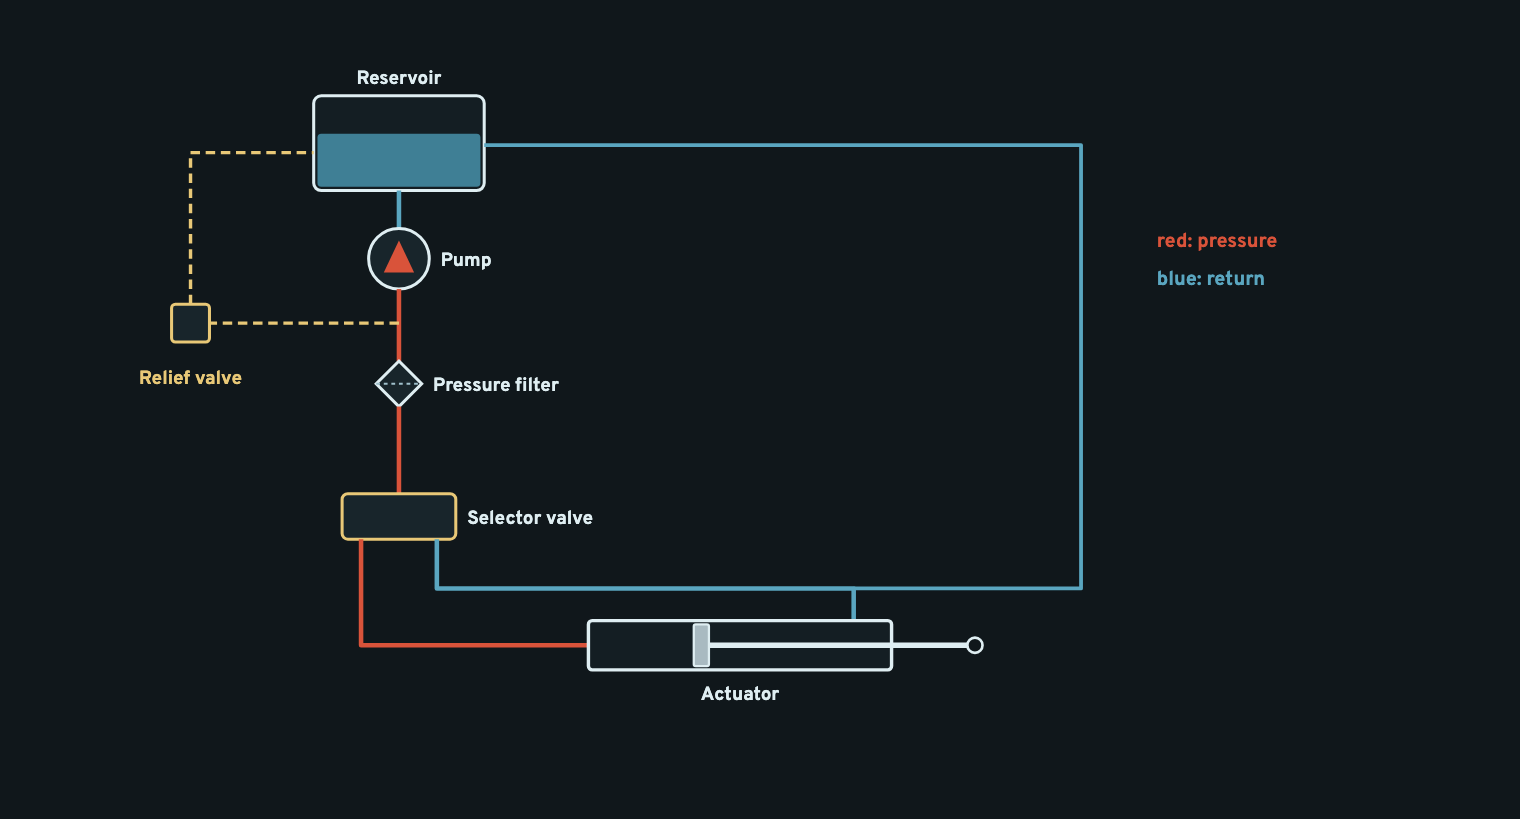 Reservoir
Pump
red: pressure
blue: return
Relief valve
Pressure filter
Selector valve
Actuator